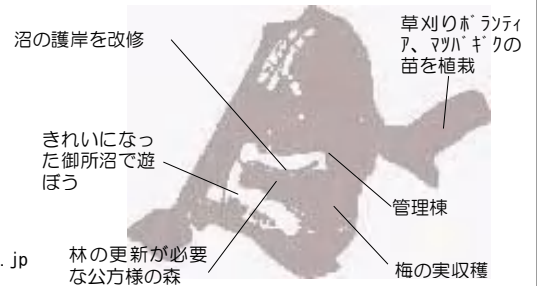 沼の護岸を改修
草刈りﾎﾞﾗﾝﾃｨ
ｱ、ﾏﾂﾊﾞｷﾞｸの
苗を植栽
きれいになっ
た御所沼で遊
ぼう
管理棟
. jp
林の更新が必要
な公方様の森
梅の実収穫